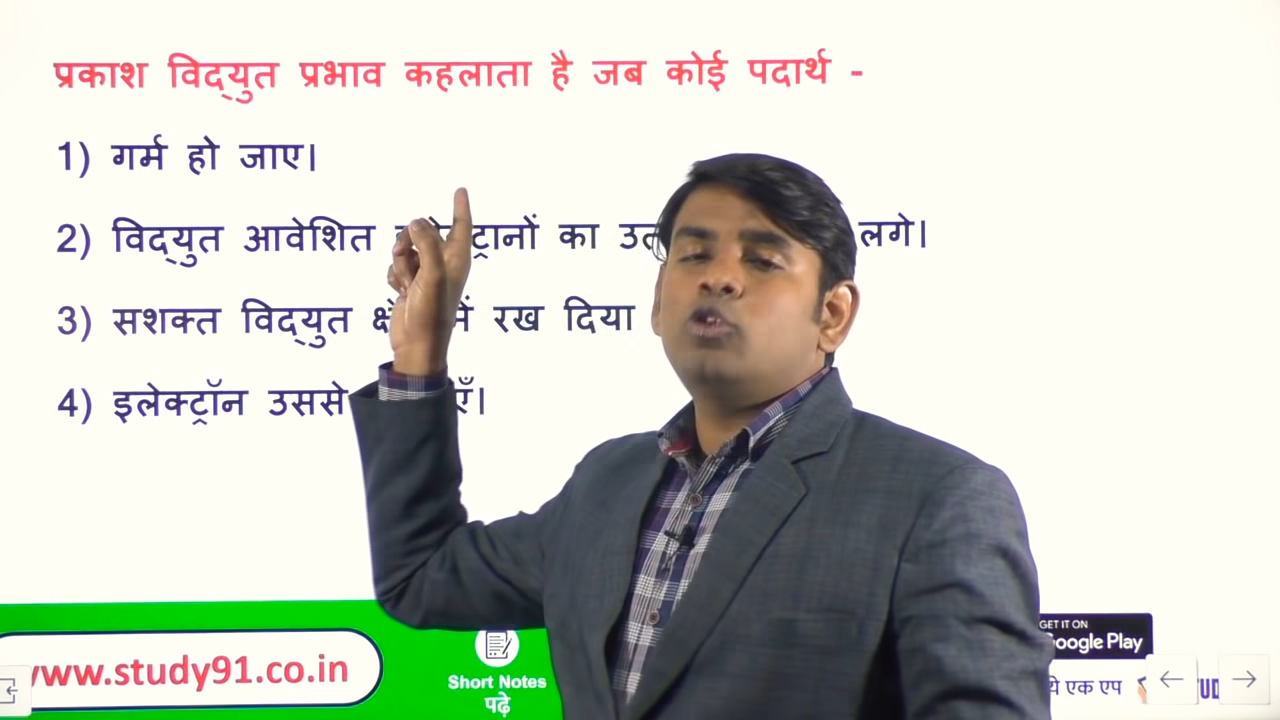 प्रकाश विद्युत प्रभाव कहलाता है जब कोई पदार्थ -
1) गर्म हो जाए।
2) विद्युत आवेशित का लगे।
3) सशक्त विद्युत में रख दिया
4) इलेक्ट्रॉन उससे
www.study91.co.in
Short Notes
पढ़े
GET IT ON
Google Play
एक एप